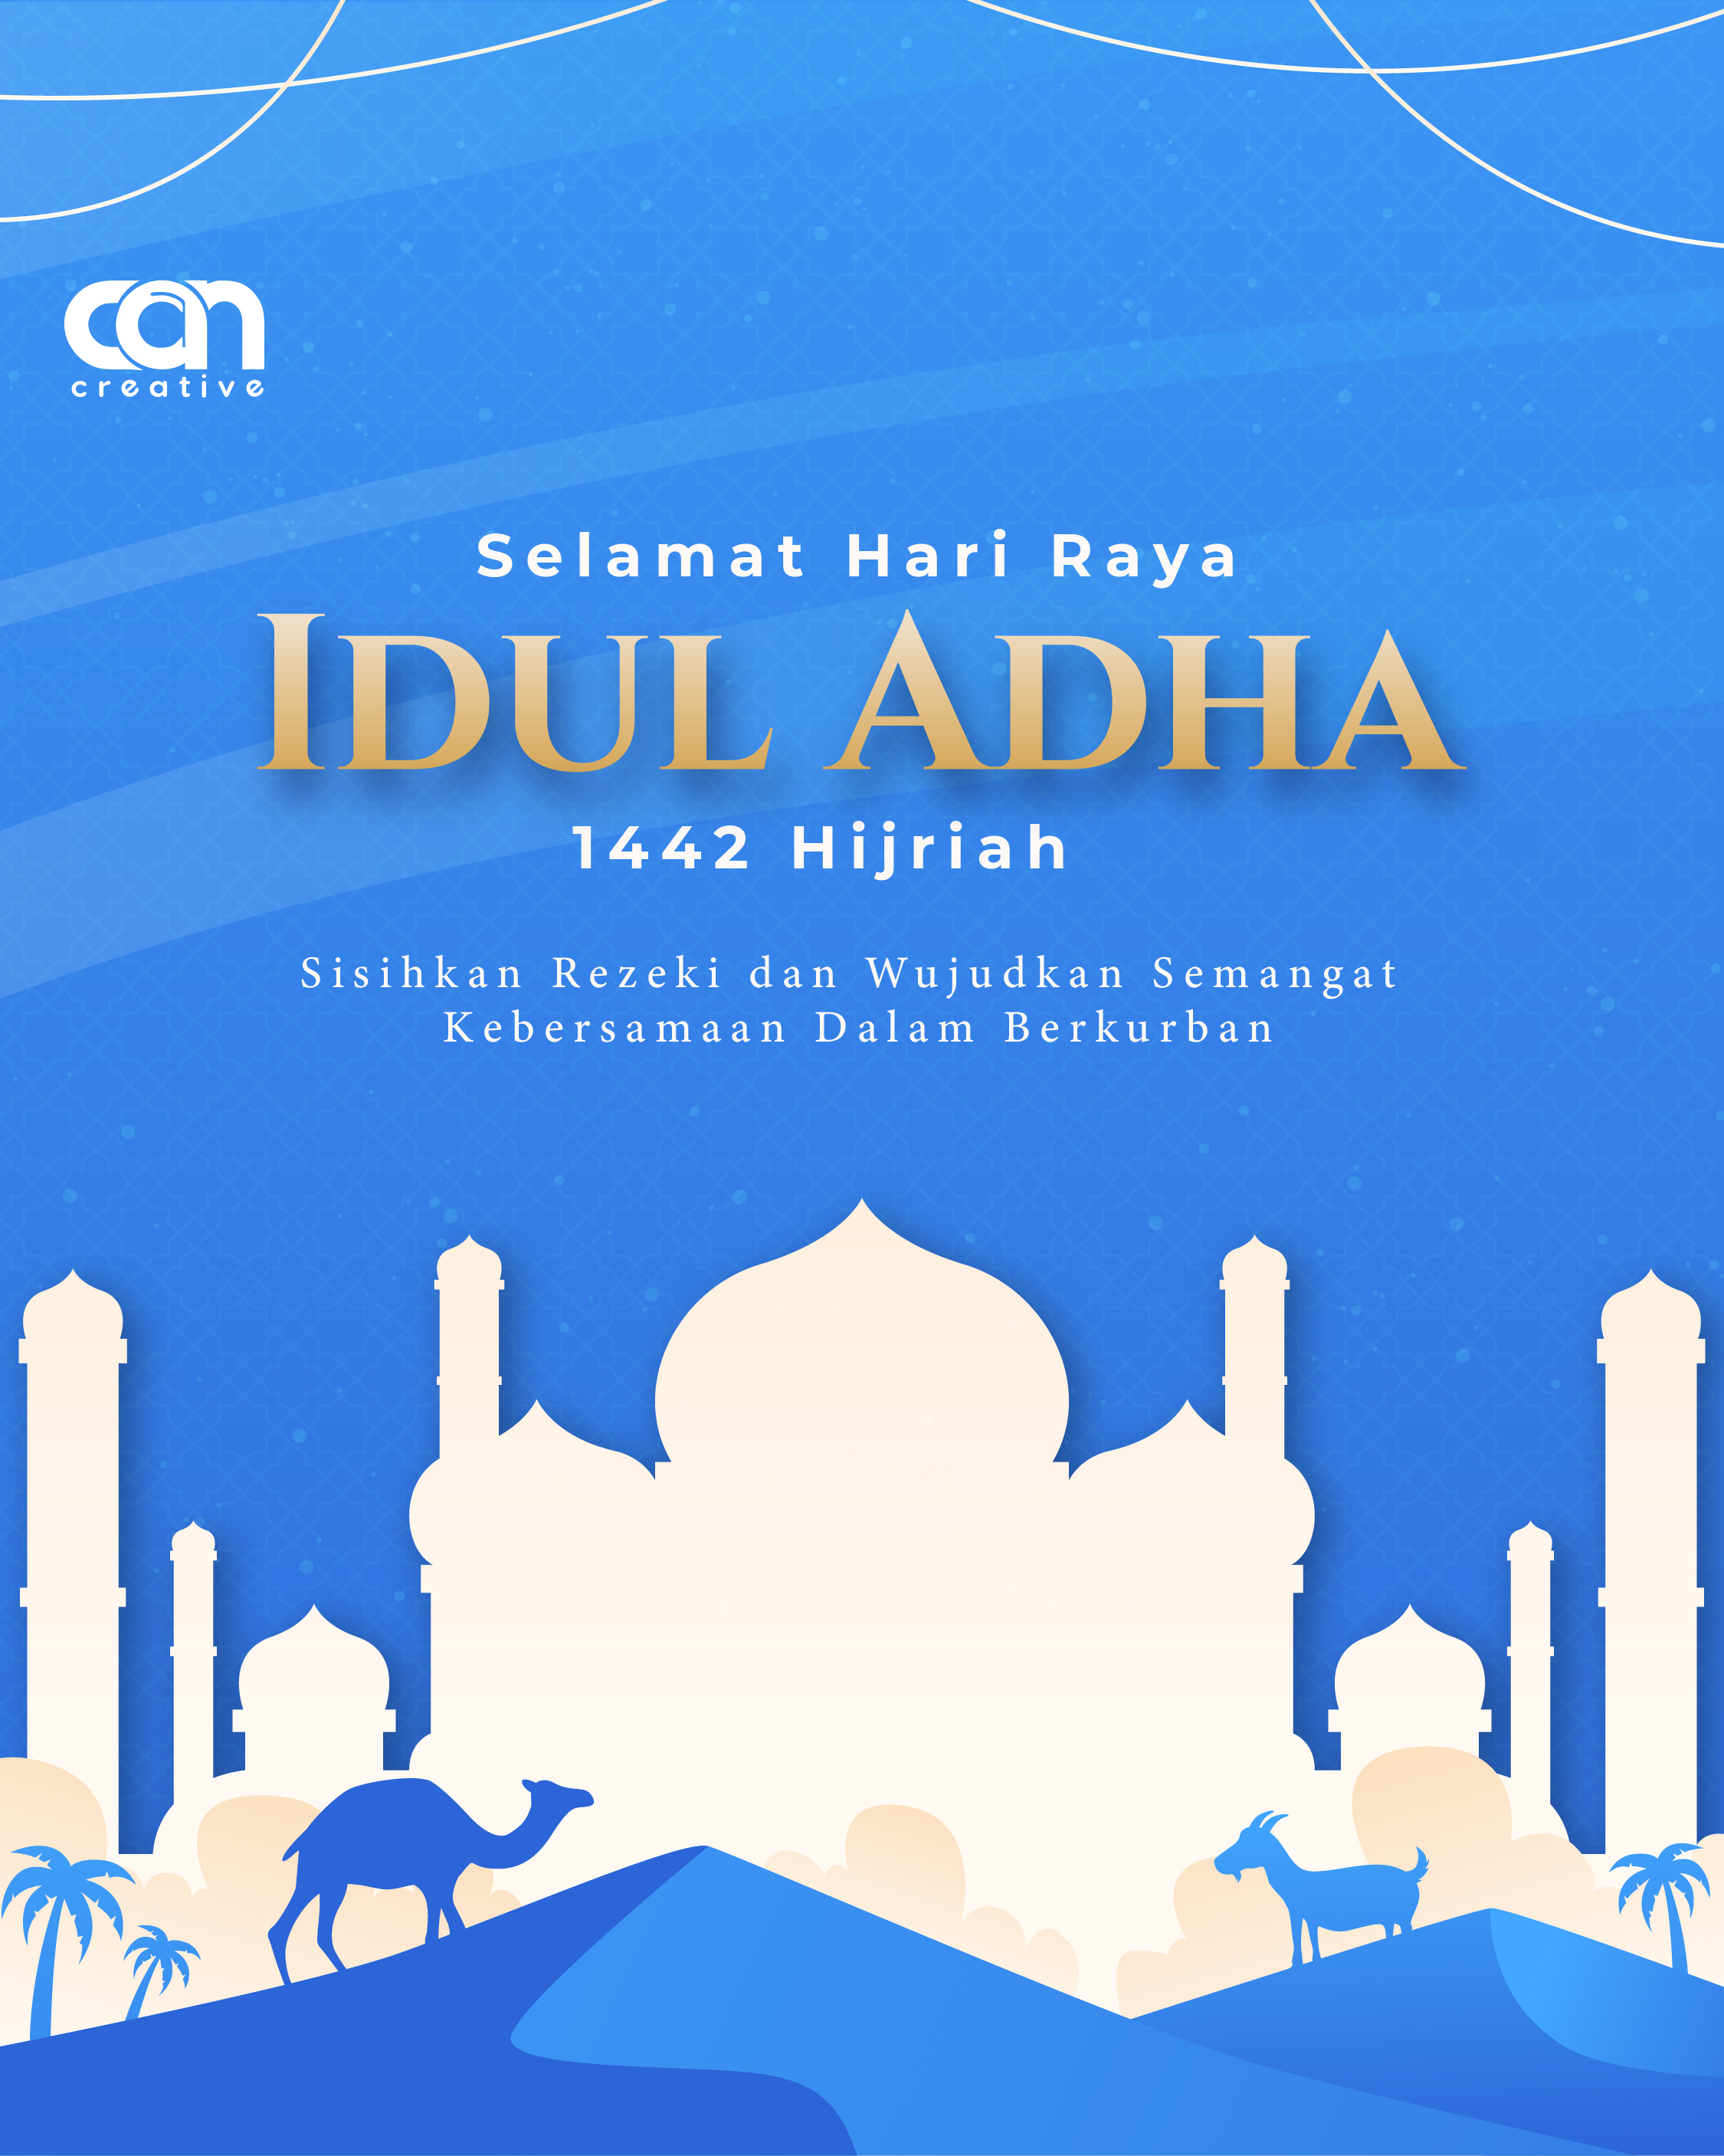 can
creative
Selamat Hari Raya
IDUL ADHA
1442 Hijriah
Sisihkan Rezeki dan Wujudkan Semangat
Kebersamaan Dalam Berkurban